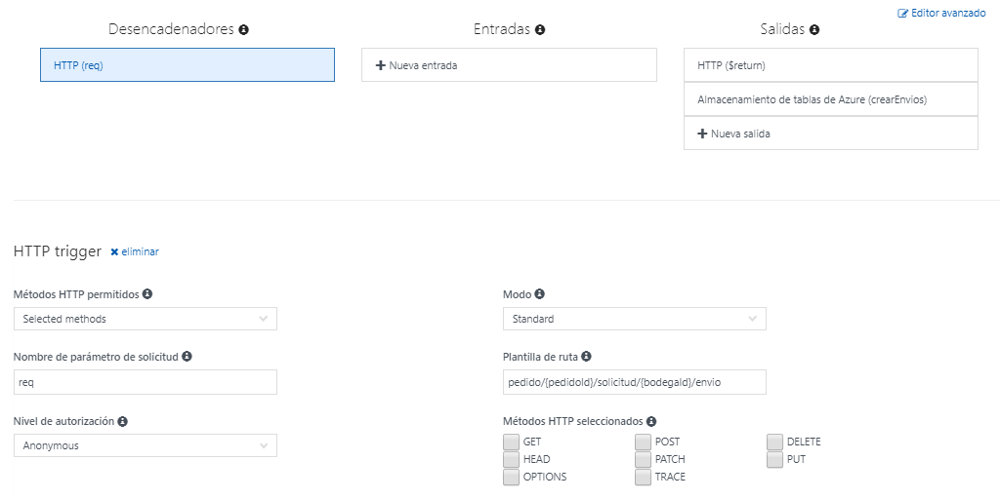 Editor avanzado
Desencadenadores
Entradas
Salidas
HTTP (req)
Nueva entrada
HTTP ($return)
Almacenamiento de tablas de Azure (crearEnvios)
Nueva salida
HTTP trigger eliminar
Métodos HTTP permitidos
Selected methods
Modo
Standard
Nombre de parámetro de solicitud
req
Plantilla de ruta
pedido/{pedidoId}/solicitud/{bodegaId}/envio
Nivel de autorización
Anonymous
Métodos HTTP seleccionados
GET POST DELETE
HEAD PATCH PUT
OPTIONS TRACE